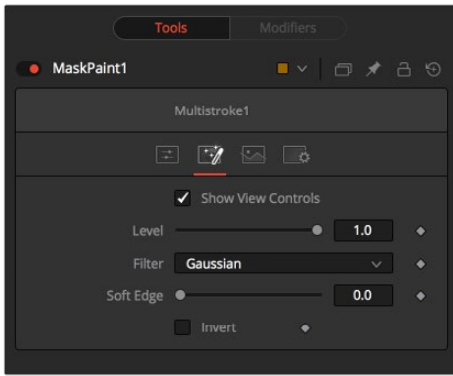 Tools Modifiers
MaskPaint1
Multistroke1
Show View Controls
Level 1.0
Filter Gaussian
Soft Edge 0.0
Invert